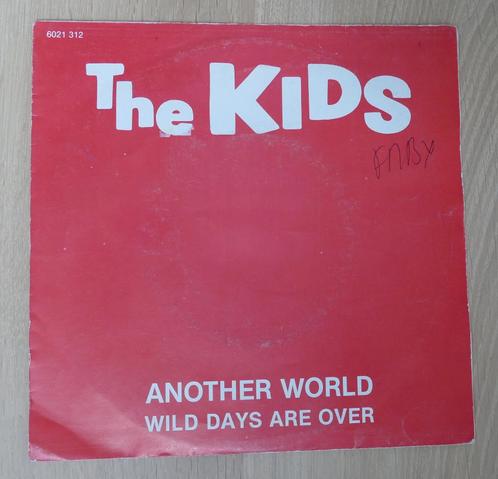 6021 312
The KIDS
ANOTHER WORLD
WILD DAYS ARE OVER